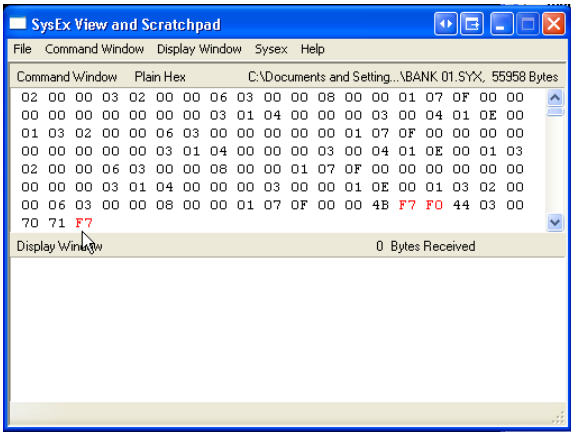 SysEx View and Scratchpad
File Command Window Display Window Sysex Help
Command Window Plain Hex C:\Documents and Setting...\BANK 01.SYX, 55958 Bytes
02 00 00 03 02 00 00 06 03 00 00 08 00 00 01 07 0F 00 00
00 00 00 00 00 00 00 03 01 04 00 00 00 03 00 04 01 0E 00
01 03 02 00 00 06 03 00 00 00 00 00 01 07 0F 00 00 00
00 00 00 00 00 03 01 04 00 00 00 03 00 04 01 0E 00 01 03
02 00 00 06 03 00 00 08 00 00 01 07 0F 00 00 00 00 00
00 00 00 03 01 04 00 00 00 03 00 00 01 0E 00 01 03 02 00
00 06 03 00 00 08 00 00 01 07 0F 00 00 4B F7 F0 44 03 00
70 71 F7
Display Window 0 Bytes Received